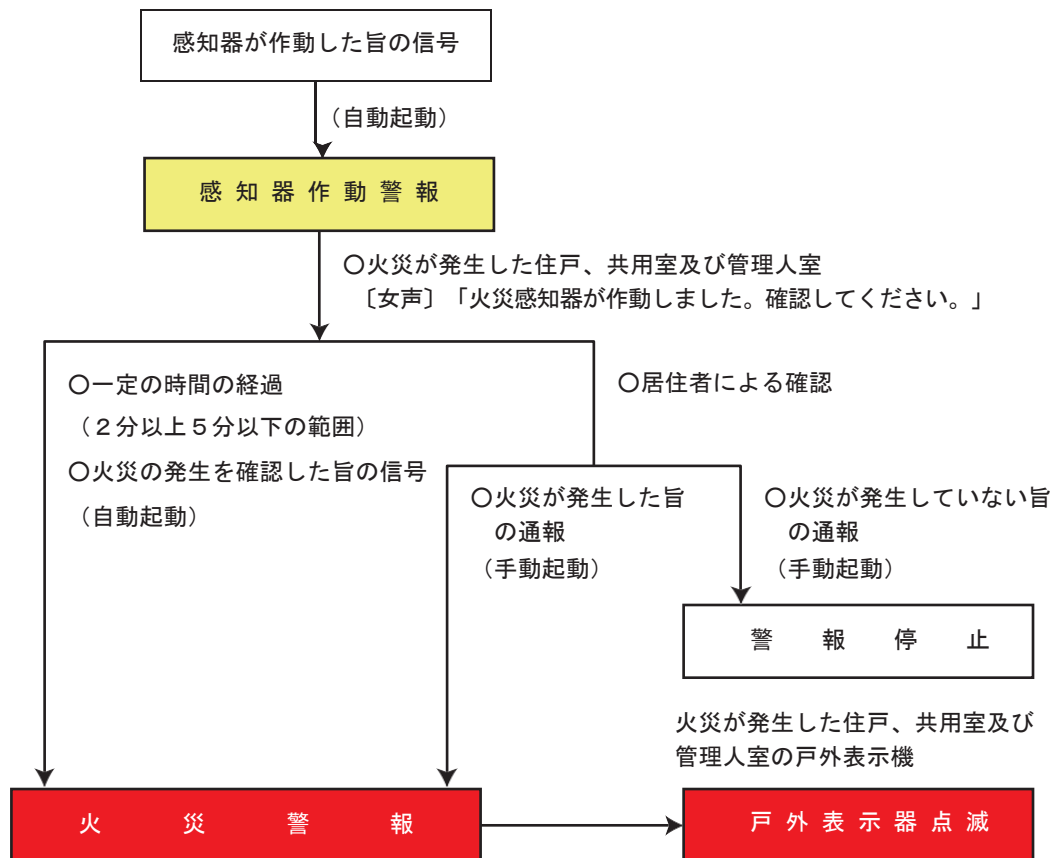 感知器が作動した旨の信号
（自動起動）
感知器作動警報
〇火災が発生した住戸、共用室及び管理人室
〔女声〕「火災感知器が作動しました。確認してください。」
〇一定の時間の経過
（２分以上５分以下の範囲）
〇火災の発生を確認した旨の信号
（自動起動）
〇居住者による確認
〇火災が発生した旨
の通報
（手動起動）
〇火災が発生していない旨
の通報
（手動起動）
警報停止
火災が発生した住戸、共用室及び
管理人室の戸外表示機
火災警報
戸外表示器点滅